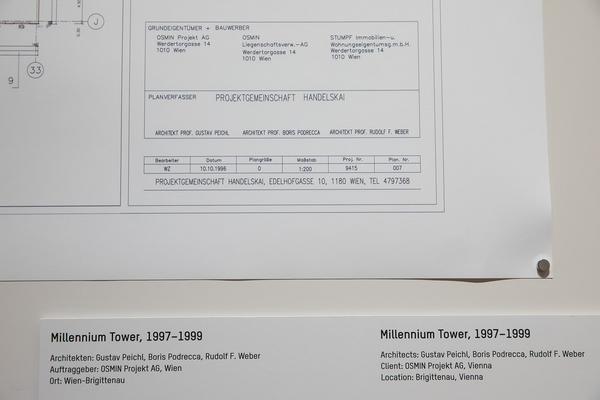 J
33
9
GRUNDEIGENTÜMER + BAUWERBER
OSMIN Projekt AG
Werdertorgasse 14
1010 Wien
OSMIN
Liegenschaftsverw.-AG
Werdertorgasse 14
1010 Wien
STUMPF Immobilien-u.
Wohnungseigentumsg.m.b.H.
Werdertorgasse 14
1010 Wien
PLANVERFASSER PROJEKTGEMEINSCHAFT HANDELSKAI
ARCHITEKT PROF. GUSTAV PEICHL ARCHITEKT PROF. BORIS PODRECCA ARCHITEKT PROF. RUDOLF F. WEBER
Bearbeiter Datum Plangröße Maßstab Proj. Nr. Plan. Nr.
WZ 10.10.1996 0 1:200 9415 007
PROJEKTGEMEINSCHAFT HANDELSKAI, EDELHOFGASSE 10, 1180 WIEN, TEL 4797368
Millennium Tower, 1997–1999
Architekten: Gustav Peichl, Boris Podrecca, Rudolf F. Weber
Auftraggeber: OSMIN Projekt AG, Wien
Ort: Wien-Brigittenau
Millennium Tower, 1997–1999
Architects: Gustav Peichl, Boris Podrecca, Rudolf F. Weber
Client: OSMIN Projekt AG, Vienna
Location: Brigittenau, Vienna